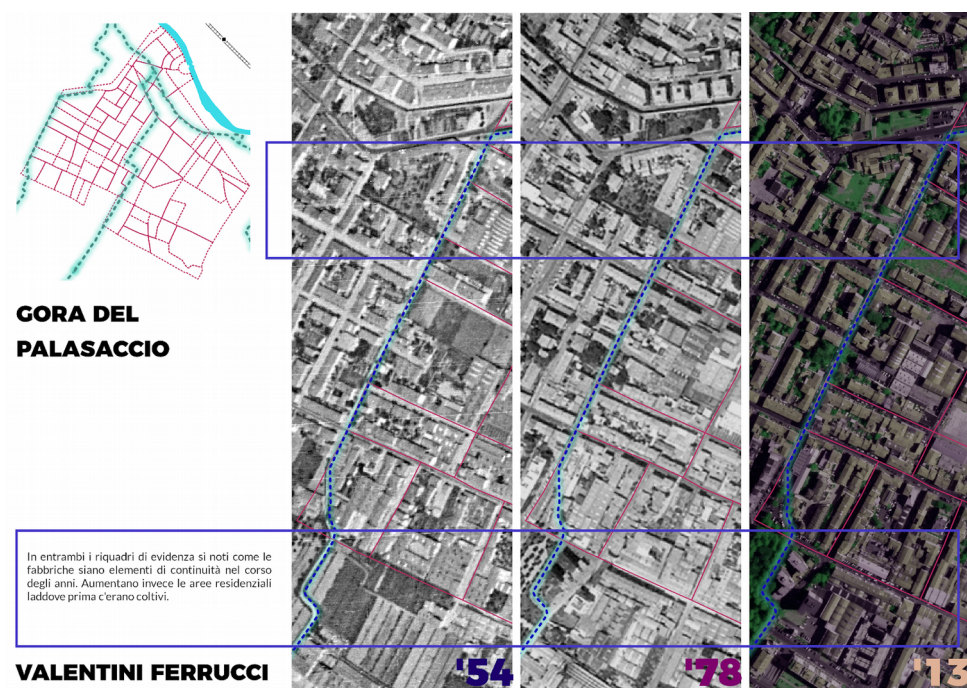 GORA DEL
PALASACCIO
In entrambi i riquadri di evidenza si noti come le
fabbriche siano elementi di continuità nel corso
degli anni. Aumentano invece le aree residenziali
laddove prima c'erano coltivi.
VALENTINI FERRUCCI
'54
'78
'13